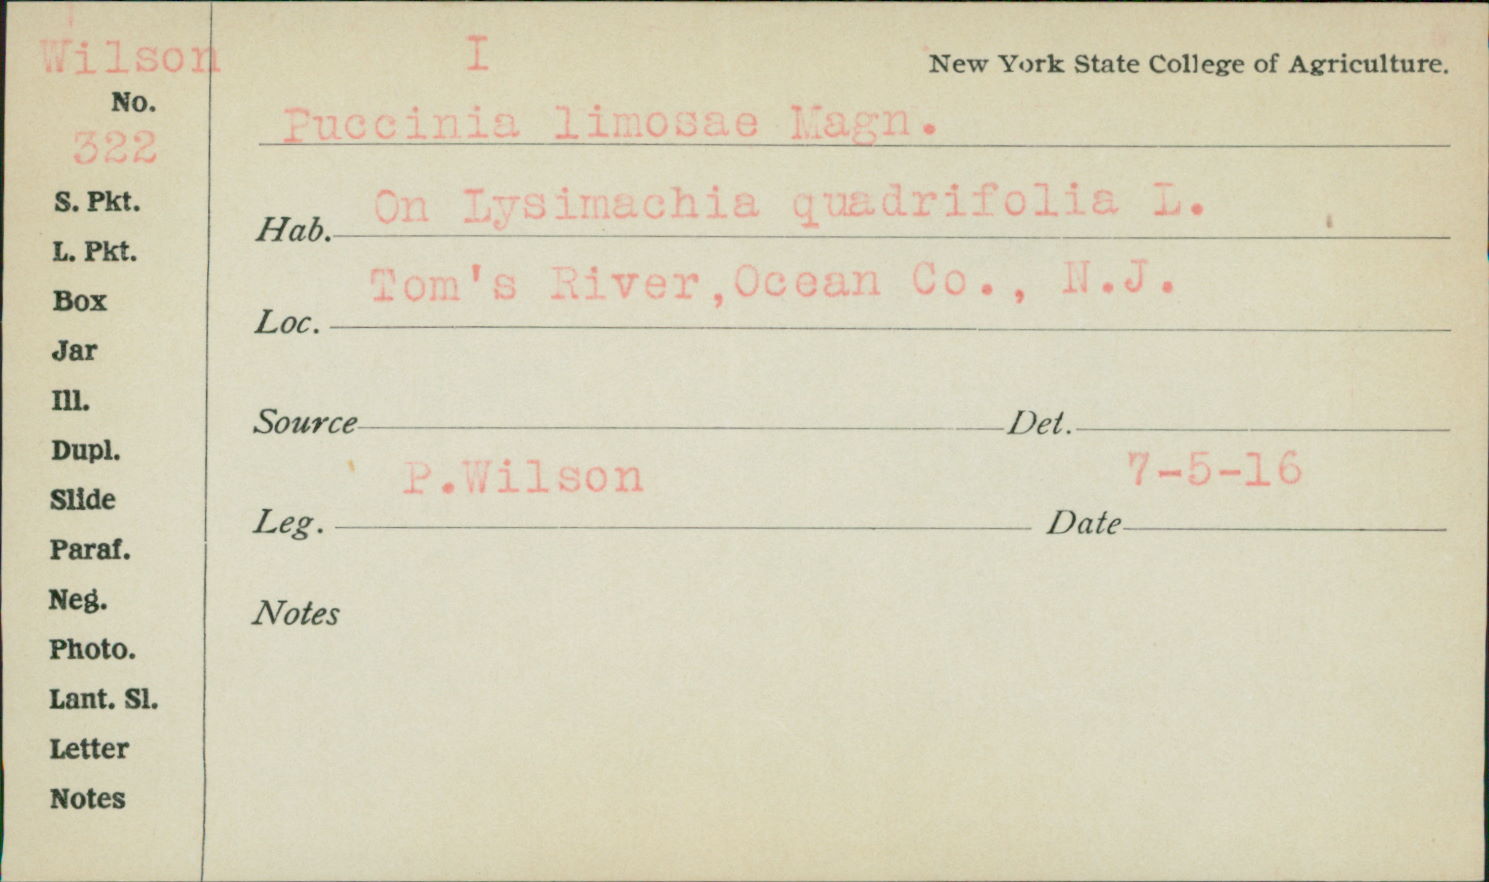 Wilson
No.
322
S. Pkt.
L. Pkt.
Box
Jar
Ill.
Dupl.
Slide
Paraf.
Neg.
Photo.
Lant. Sl.
Letter
Notes
I
New York State College of Agriculture.
Puccinia limosae Magn.
Hab. On Lysimachia quadrifolia L.
Loc. Tom's River,Ocean Co., N.J.
Source Det.
Leg. P.Wilson Date 7-5-16
Notes